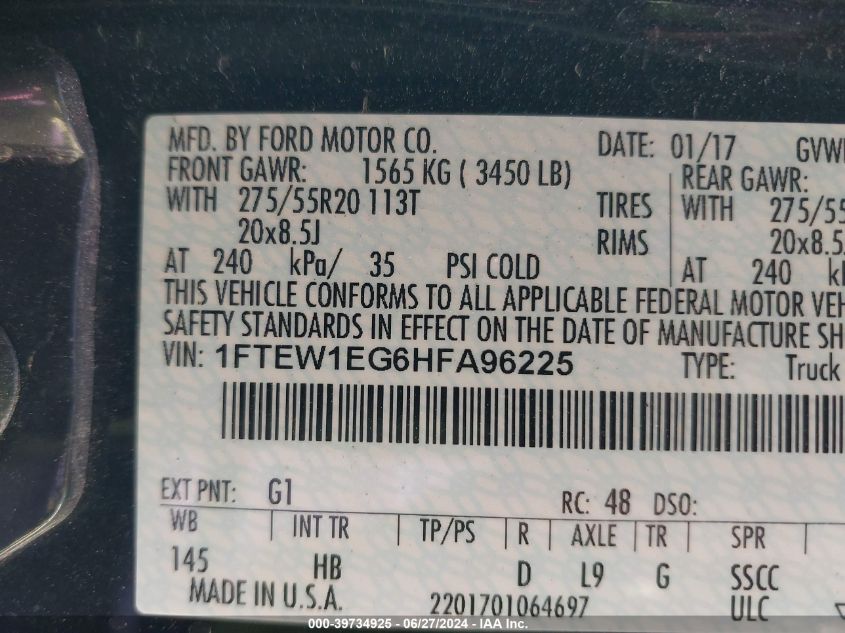 MFD. BY FORD MOTOR CO. DATE: 01/17
FRONT GAWR: 1565 KG ( 3450 LB) REAR GAWR:
WITH 275/55R20 113T TIRES WITH
20x8.5J RIMS
AT 240 kPa/ 35 PSI COLD AT 240
THIS VEHICLE CONFORMS TO ALL APPLICABLE FEDERAL MOTOR
SAFETY STANDARDS IN EFFECT ON THE DATE OF MANUFACTURE
VIN: 1FTEW1EG6HFA96225 TYPE: Truck
EXT PNT: G1 RC: 48 DSO:
WB INT TR TP/PS R AXLE TR SPR
145 HB D L9 G SSCC
MADE IN U.S.A. 2201701064697 ULC
000-39734925 - 06/27/2024 - IAAI.com